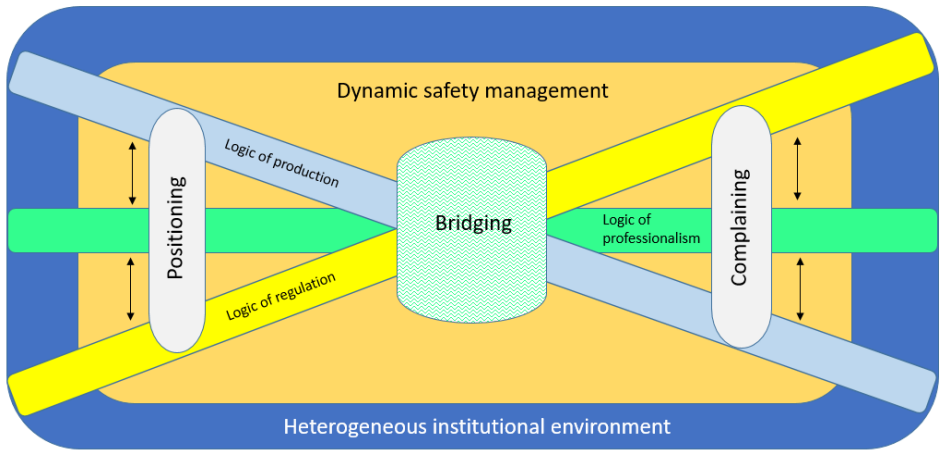 Dynamic safety management
Logic of production
Positioning
Bridging
Logic of
professionalism
Complaining
Logic of regulation
Heterogeneous institutional environment